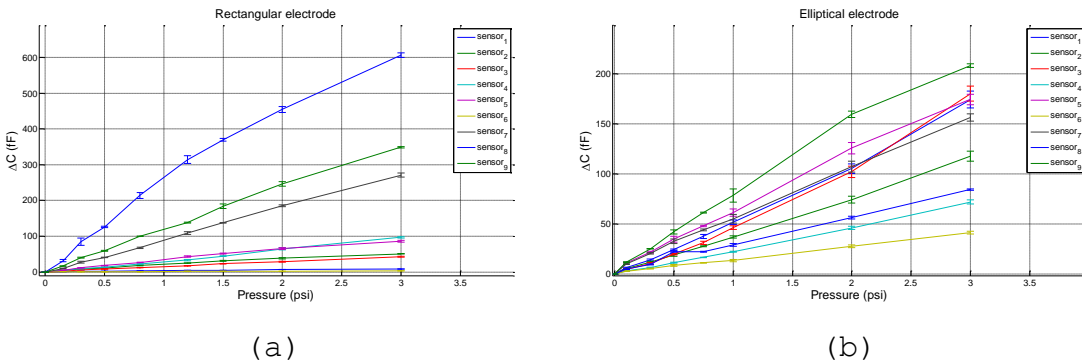 Rectangular electrode
600
500
400
300
200
100
0
ΔC (fF)
0 0.5 1 1.5 2 2.5 3 3.5
Pressure (psi)
sensor1
sensor2
sensor3
sensor4
sensor5
sensor6
sensor7
sensor8
sensor9
(a)
Elliptical electrode
200
150
100
50
0
ΔC (fF)
0 0.5 1 1.5 2 2.5 3 3.5
Pressure (psi)
sensor1
sensor2
sensor3
sensor4
sensor5
sensor6
sensor7
sensor8
sensor9
(b)